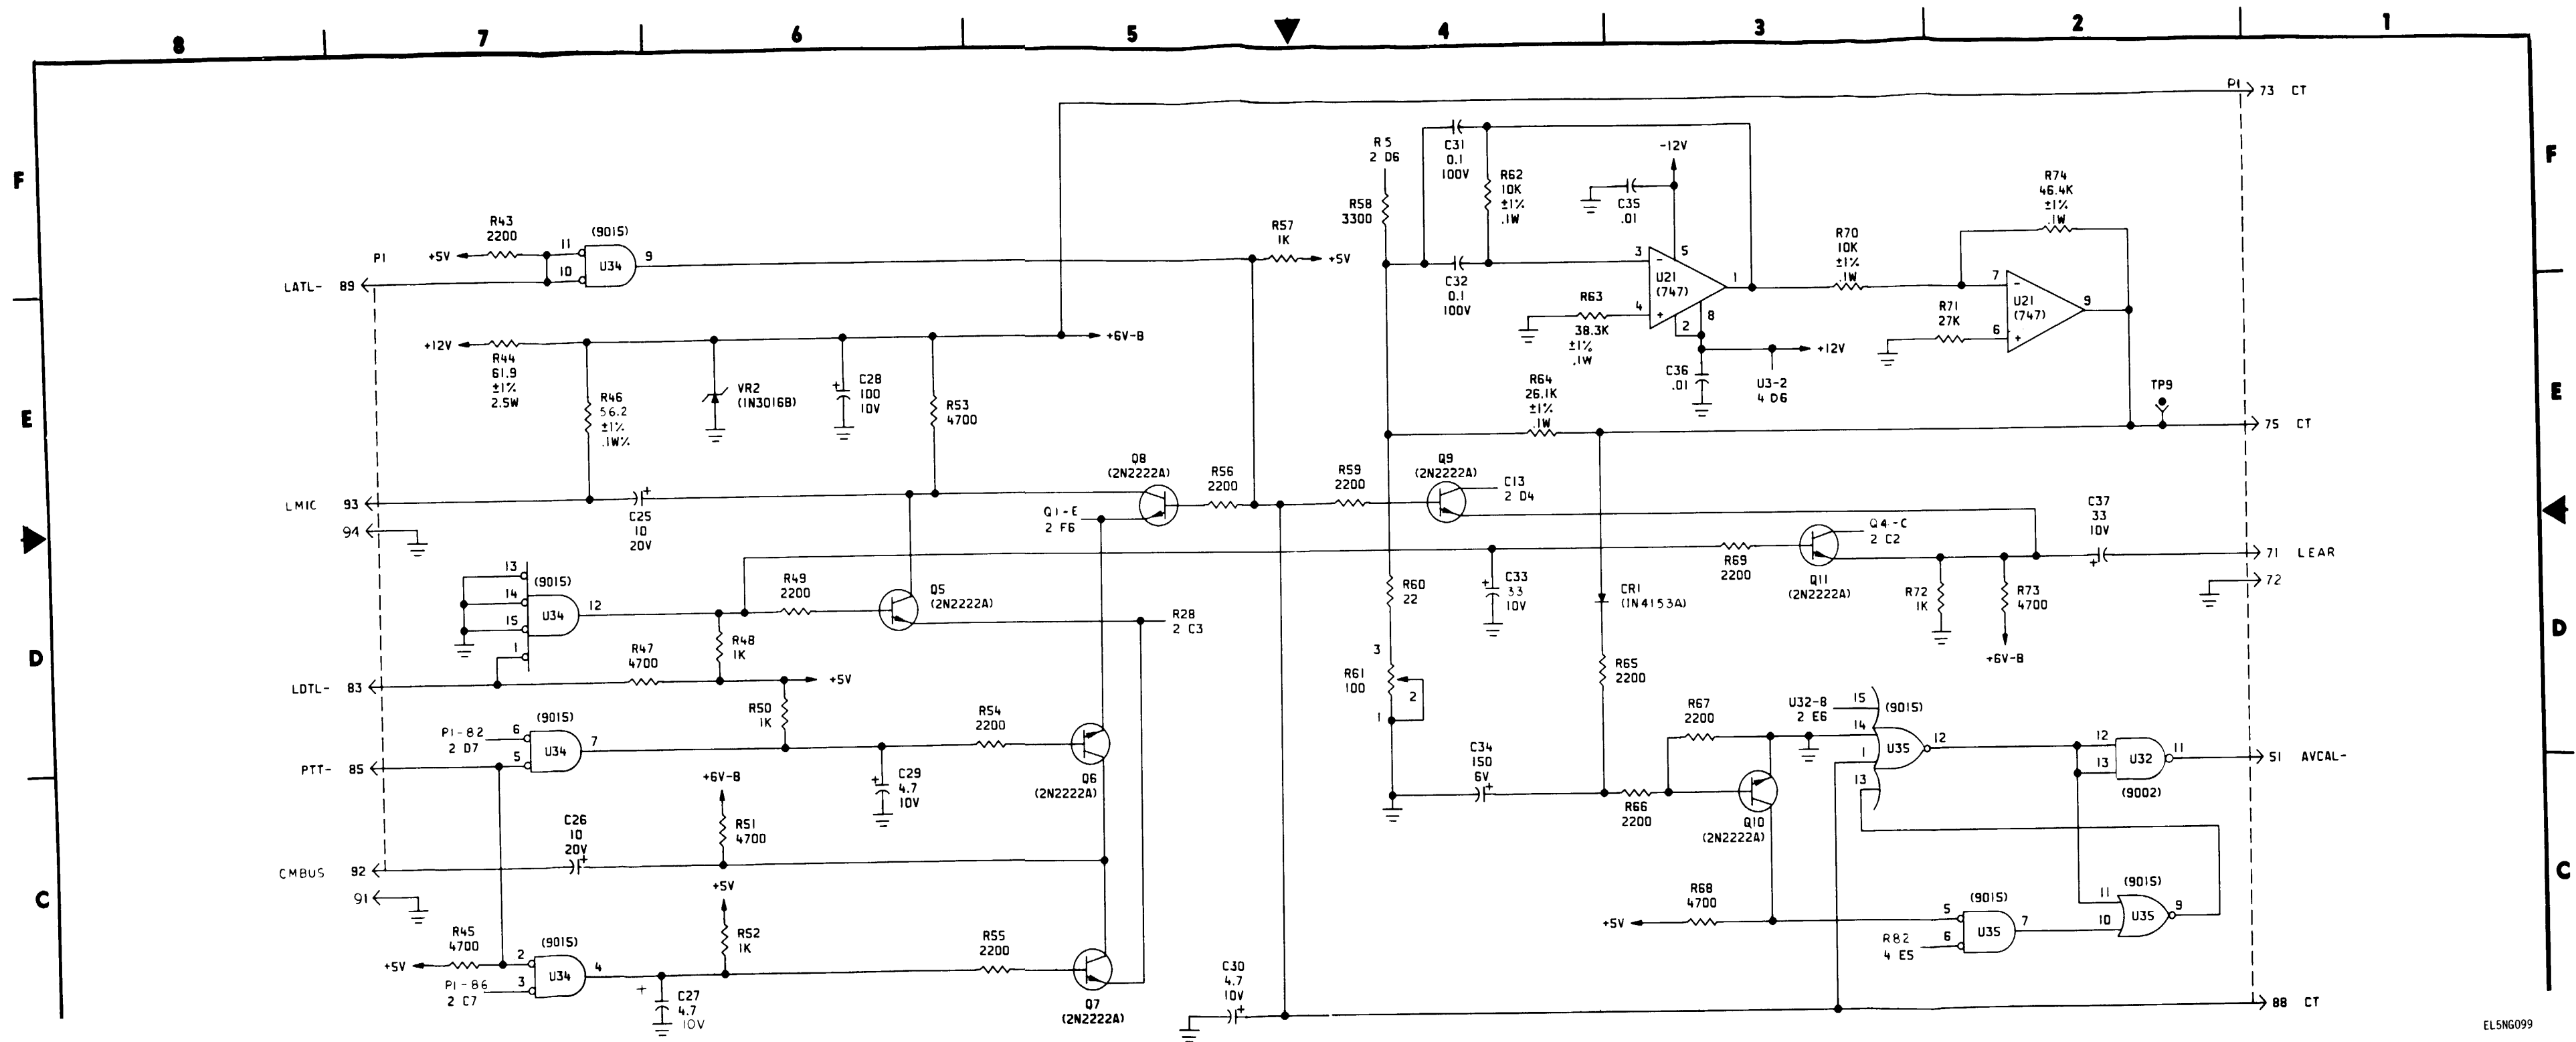 8 7 6 5 4 3 2 1
F
E
D
C
F
E
D
C
P1
73 CT
R43
2200
+5V
11
10
(9015)
U34
9
P1
LATL- 89
R57
1K
+5V
+12V
R44
61.9
±1%
2.5W
R46
56.2
±1%
.1W%
VR2
(1N3016B)
C28
100
10V
R53
4700
+6V-B
LMIC 93
94
C25
10
20V
Q8
(2N2222A)
Q1-E
2 F6
R56
2200
R59
2200
Q9
(2N2222A)
C13
2 D4
13
14
15
1
(9015)
U34
12
R49
2200
Q5
(2N2222A)
R28
2 C3
R48
1K
R47
4700
LDTL- 83
+5V
R50
1K
P1-82
2 D7
6
5
(9015)
U34
7
PTT- 85
R54
2200
Q6
(2N2222A)
C29
4.7
10V
+6V-B
R51
4700
C26
10
20V
CMBUS 92
91
+5V
R52
1K
R45
4700
+5V
P1-86
2 C7
2
3
(9015)
U34
4
C27
4.7
10V
R55
2200
Q7
(2N2222A)
C30
4.7
10V
R5
2 D6
R58
3300
C31
0.1
100V
R62
10K
±1%
.1W
C32
0.1
100V
-12V
C35
.01
3
4
5
U21
(747)
1
2
8
R63
38.3K
±1%
.1W
C36
.01
+12V
U3-2
4 D6
R70
10K
±1%
.1W
R74
46.4K
±1%
.1W
R71
27K
7
6
U21
(747)
9
TP9
R64
26.1K
±1%
.1W
75 CT
Q4-C
2 C2
R69
2200
Q11
(2N2222A)
C37
33
10V
71 LEAR
72
R72
1K
R73
4700
+6V-B
C33
33
10V
R60
22
3
R61
100
2
1
CR1
(1N4153A)
R65
2200
C34
150
6V
R66
2200
R67
2200
Q10
(2N2222A)
U32-8
2 E6
15
14
1
13
(9015)
U35
12
12
13
U32
(9002)
11
51 AVCAL-
R68
4700
+5V
R82
4 E5
5
6
(9015)
U35
7
11
10
(9015)
U35
9
88 CT
EL5NG099